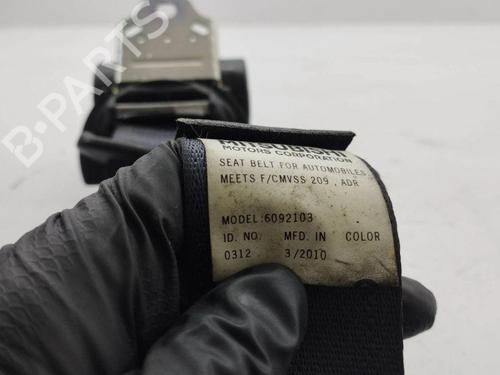 B-PARTS
MITSUBISHI
MOTORS CORPORATION
SEAT BELT FOR AUTOMOBILES.
MEETS F/CMVSS 209 , ADR
MODEL:6092103
ID. NO. MFD. IN COLOR
0312 3/2010